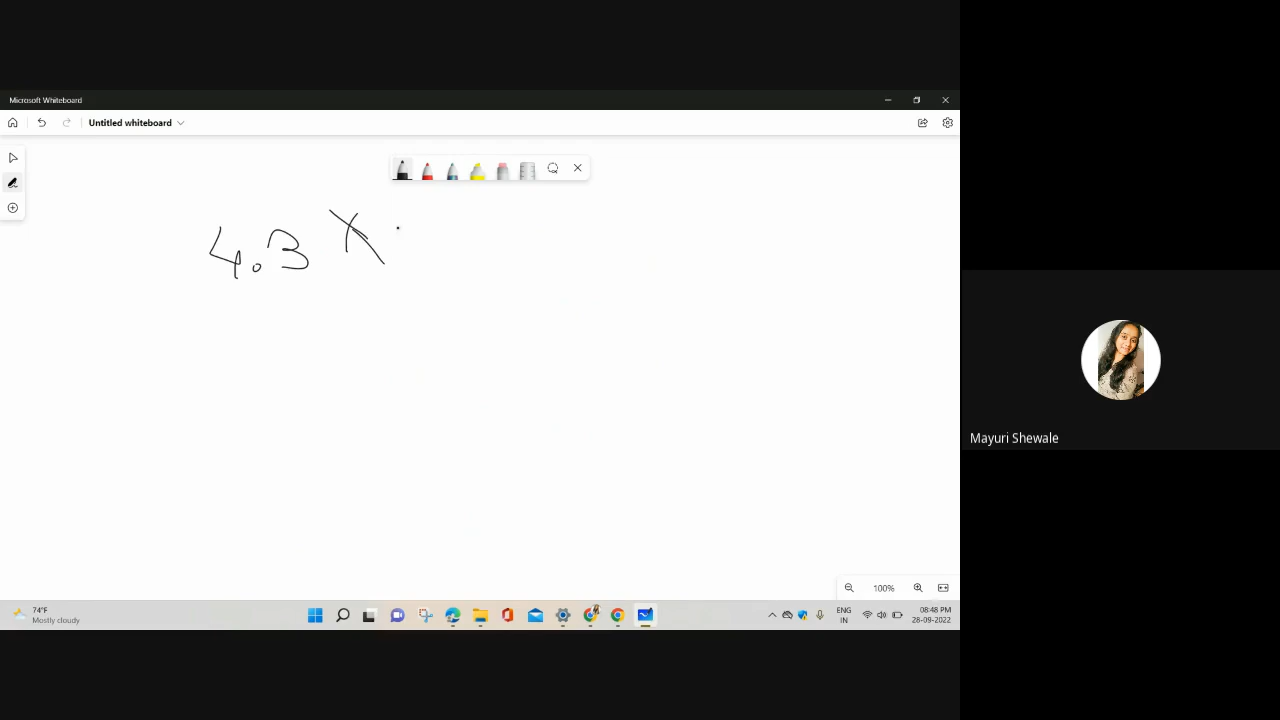 Microsoft Whiteboard
Untitled whiteboard
4.3 X
Mayuri Shewale
100%
74°F
Mostly cloudy
ENG
IN
08:48 PM
28-09-2022